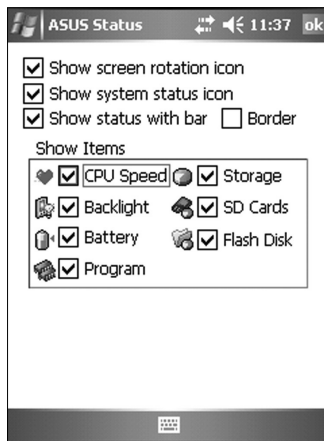 ASUS Status 11:37 ok
Show screen rotation icon
Show system status icon
Show status with bar Border
Show Items
CPU Speed Storage
Backlight SD Cards
Battery Flash Disk
Program